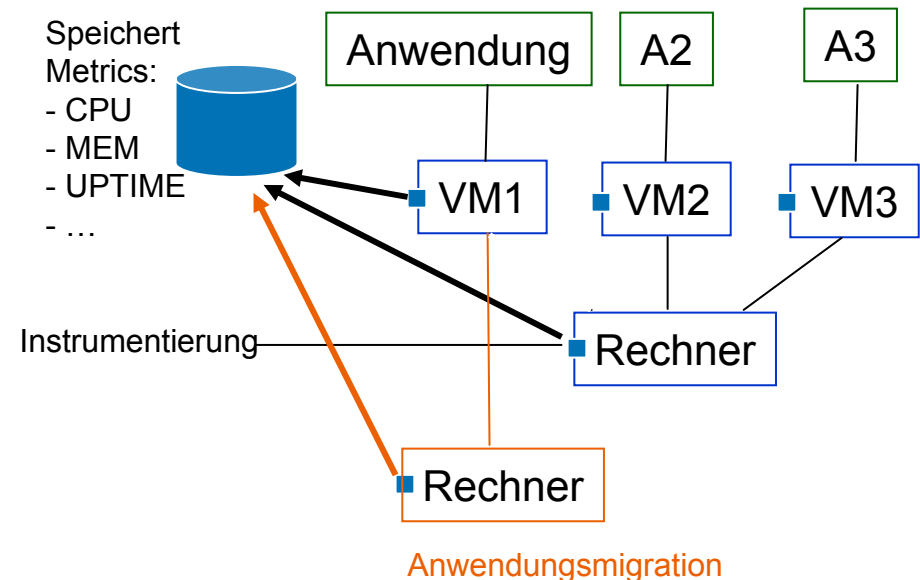 Speichert
Metrics:
- CPU
- MEM
- UPTIME
- …
Anwendung
A2
A3
VM1
VM2
VM3
Instrumentierung
Rechner
Rechner
Anwendungsmigration